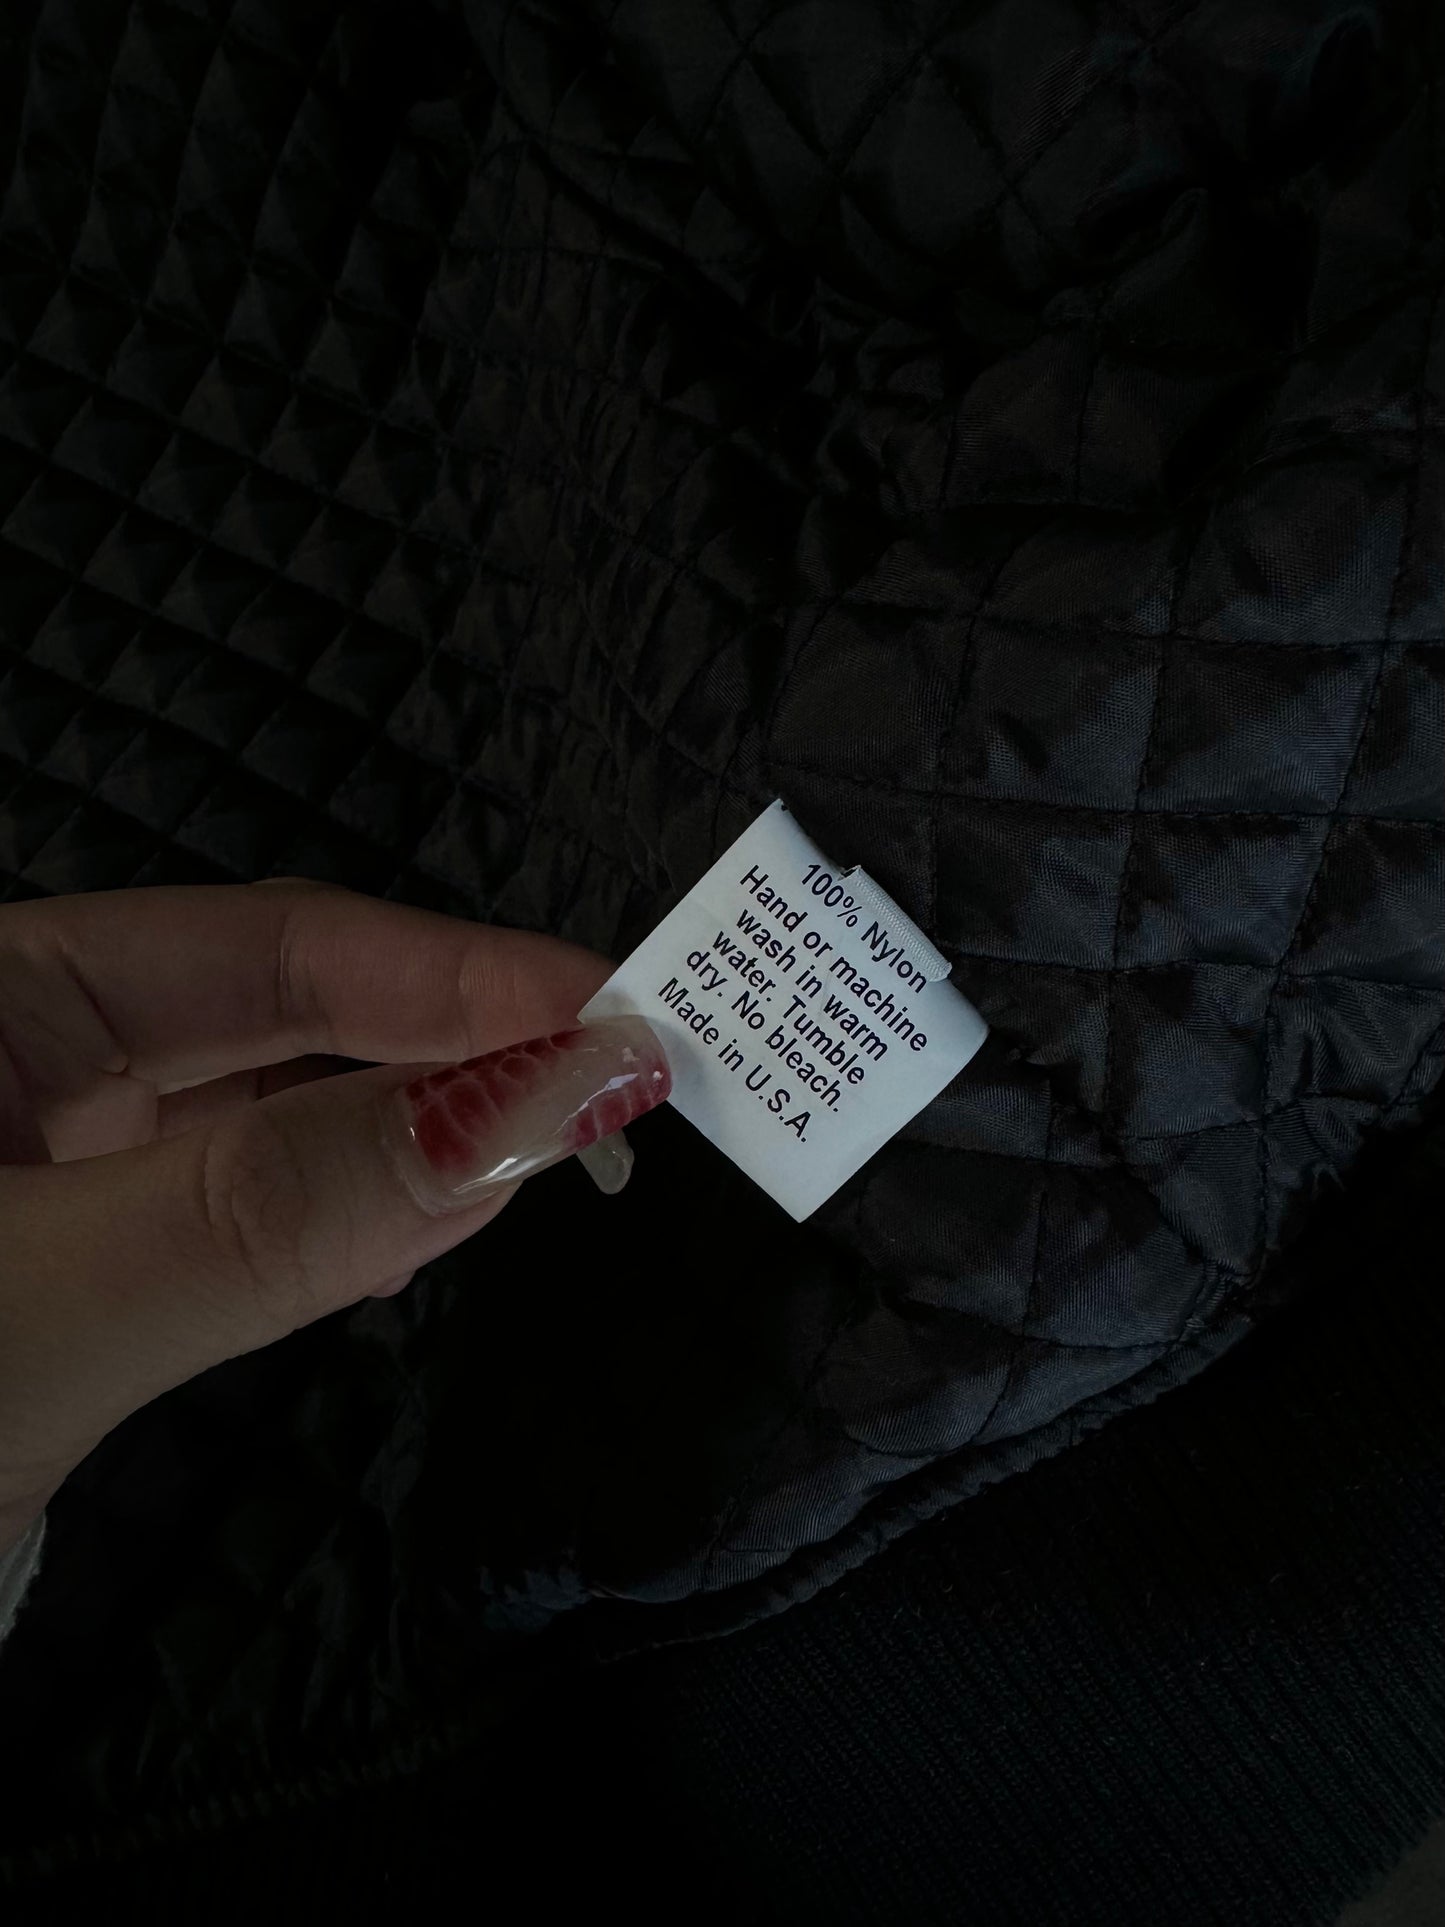 100% Nylon
Hand or machine
wash in warm
water. Tumble
dry. No bleach.
Made in U.S.A.